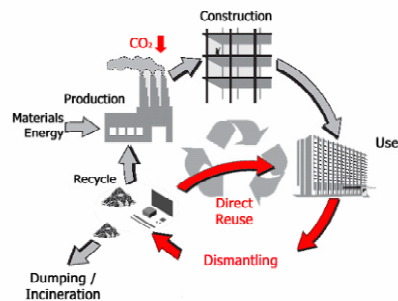 Construction
CO₂
Production
Materials
Energy
Use
Recycle
Direct
Reuse
Dismantling
Dumping /
Incineration